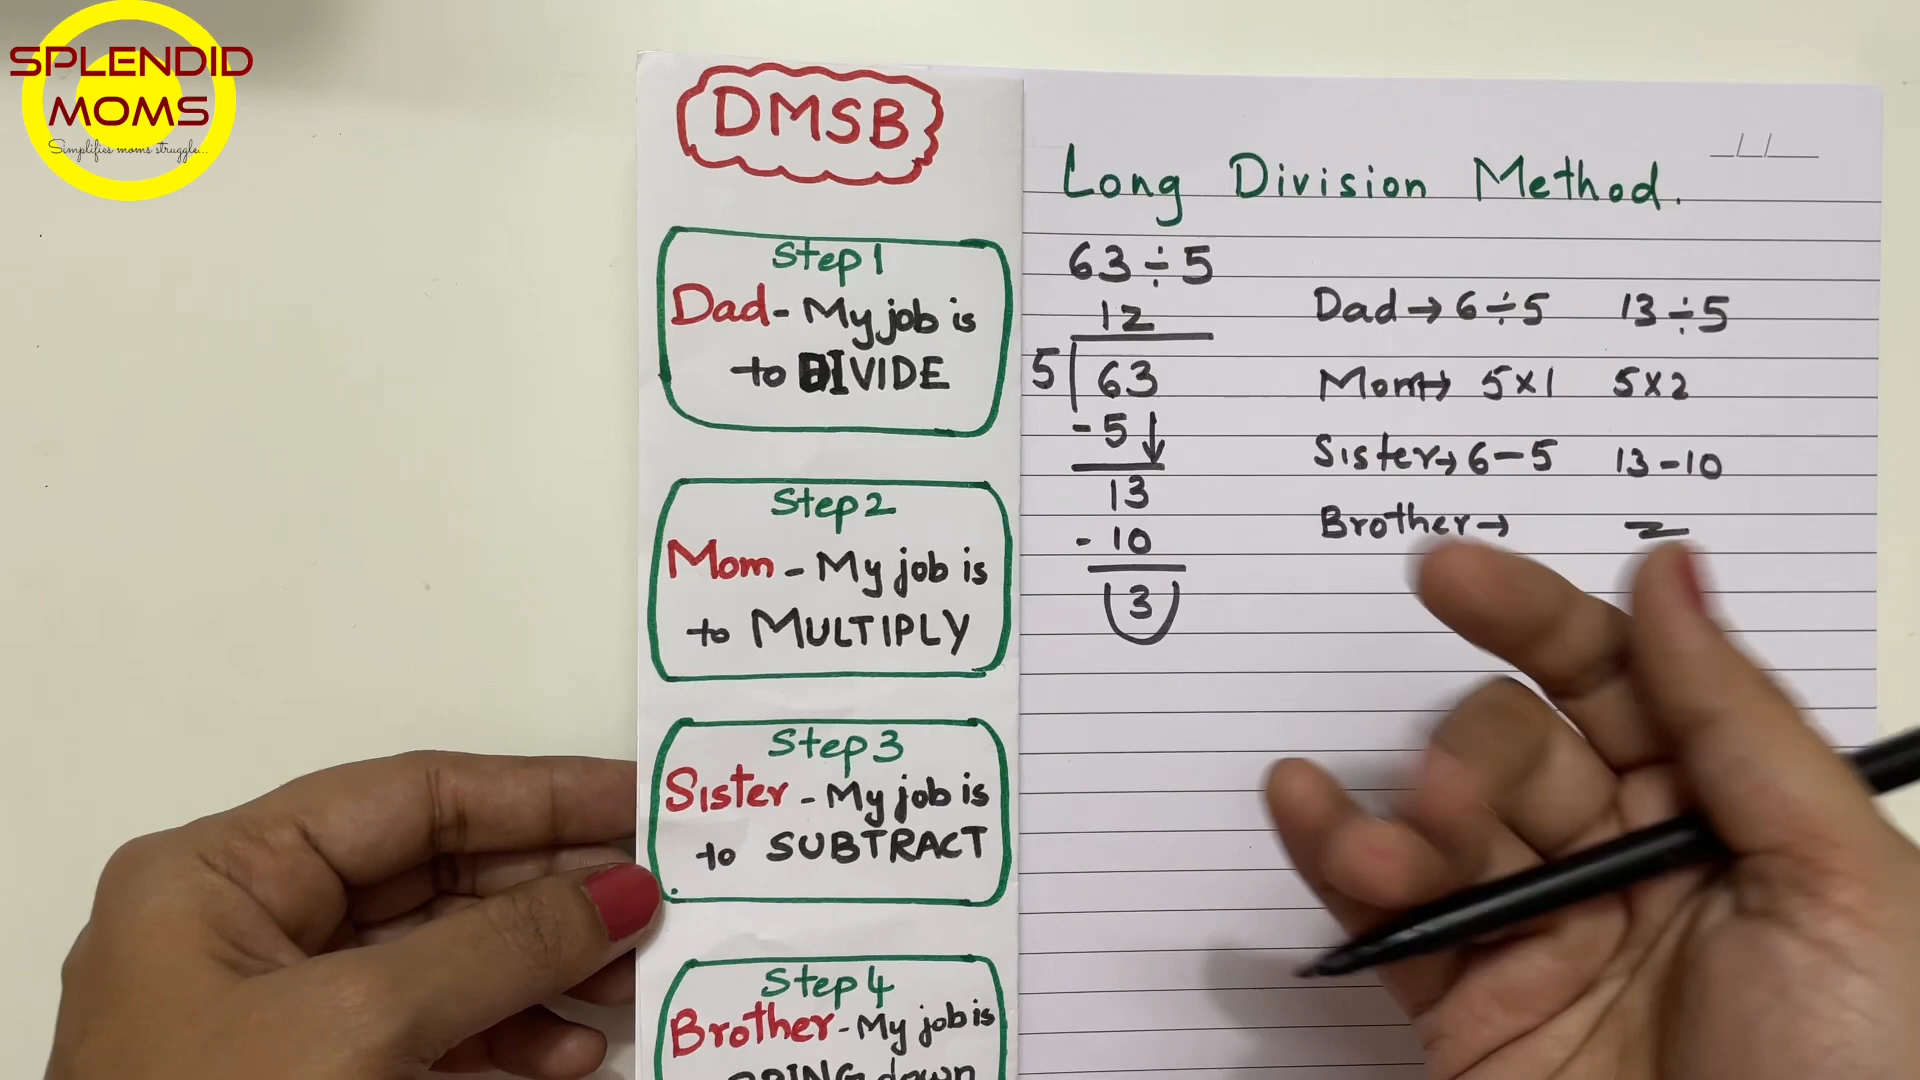 SPLENDID
MOMS
Simplifies moms struggle...
DMSB
Step 1
Dad - My job is
to DIVIDE
Step 2
Mom - My job is
to MULTIPLY
Step 3
Sister - My job is
to SUBTRACT
Step 4
Brother - My job is
BRING down
Long Division Method.
63÷5
12
5 63
-5↓
13
-10
3
Dad→ 6÷5 13÷5
Mom→ 5×1 5×2
Sister→ 6-5 13-10
Brother→